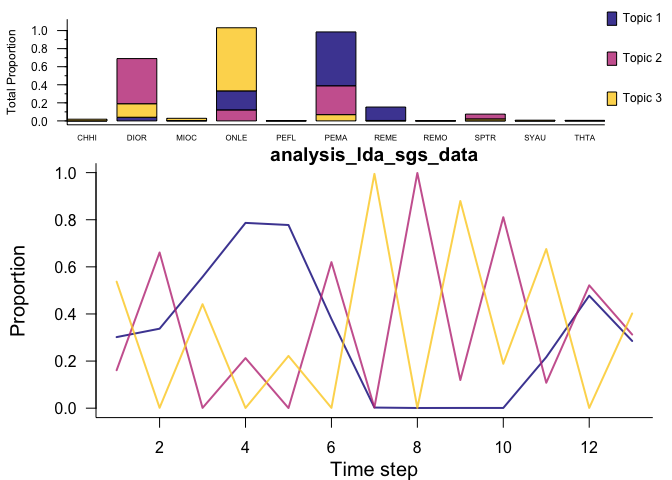 Total Proportion
1.0
0.8
0.6
0.4
0.2
0.0
CHHI DIOR MIOC ONLE PEFL PEMA REME REMO SPTR SYAU THTA
Topic 1
Topic 2
Topic 3
analysis_lda_sgs_data
Proportion
1.0
0.8
0.6
0.4
0.2
0.0
2 4 6 8 10 12
Time step